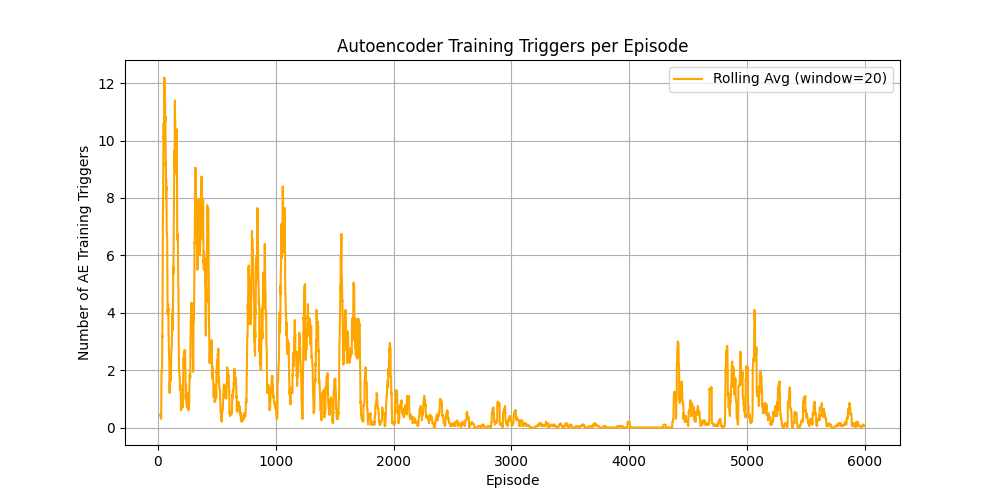 Autoencoder Training Triggers per Episode
Rolling Avg (window=20)
Number of AE Training Triggers
12
10
8
6
4
2
0
0 1000 2000 3000 4000 5000 6000
Episode